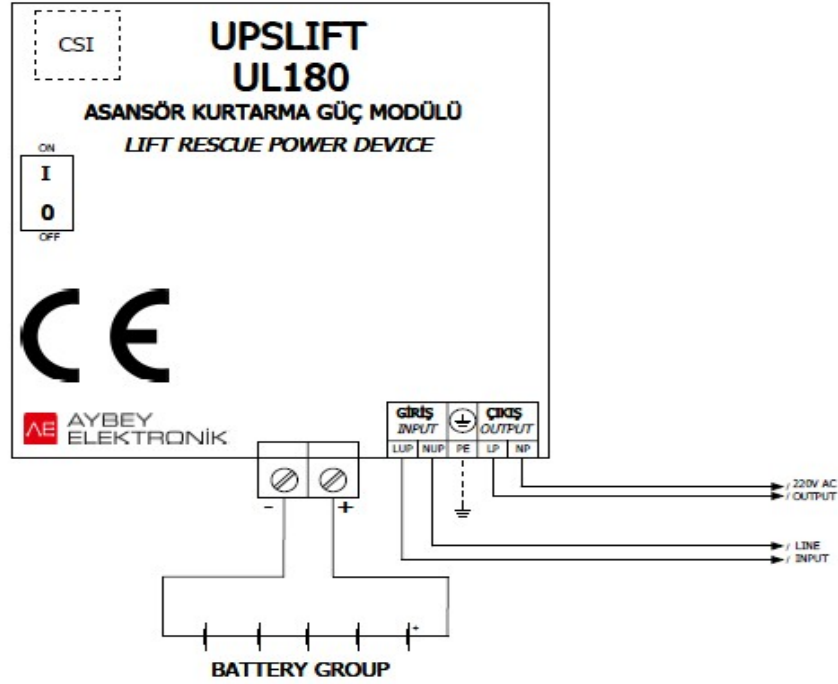 CSI
UPSLIFT
UL180
ASANSÖR KURTARMA GÜÇ MODÜLÜ
LIFT RESCUE POWER DEVICE
ON
I
0
OFF
CE
AE AYBEY
ELEKTRONİK
GİRİŞ ÇIKIŞ
INPUT OUTPUT
LUP NUP PE LP NP
- +
/ 220V AC
/ OUTPUT
/ LINE
/ INPUT
+
BATTERY GROUP